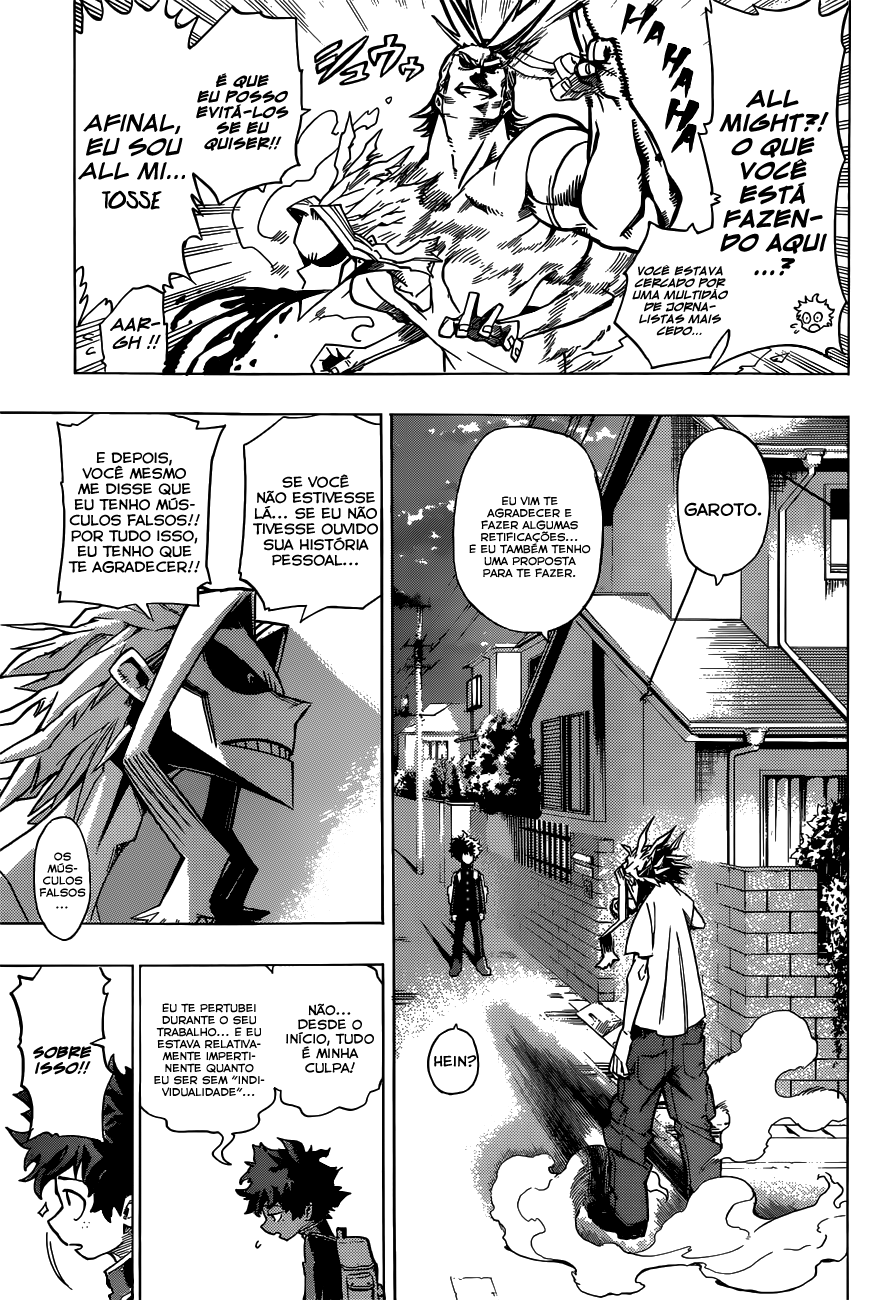 ALL
MIGHT?!
O QUE
VOCÊ
ESTÁ
FAZEN-
DO AQUI
...?
VOCÊ ESTAVA
CERCADO POR
UMA MULTIDÃO
DE JORNA-
LISTAS MAIS
CEDO...
HA HA HA HA
シュウゥゥ
É QUE
EU POSSO
EVITÁ-LOS
SE EU
QUISER!!
AFINAL,
EU SOU
ALL MI...
TOSSE
AAR-
GH !!
GAROTO.
EU VIM TE
AGRADECER E
FAZER ALGUMAS
RETIFICAÇÕES...
E EU TAMBÉM TENHO
UMA PROPOSTA
PARA TE FAZER.
HEIN?
SE VOCÊ
NÃO ESTIVESSE
LÁ... SE EU NÃO
TIVESSE OUVIDO
SUA HISTÓRIA
PESSOAL...
E DEPOIS,
VOCÊ MESMO
ME DISSE QUE
EU TENHO MÚS-
CULOS FALSOS!!
POR TUDO ISSO,
EU TENHO QUE
TE AGRADECER!!
OS
MÚS-
CULOS
FALSOS
...
NÃO...
DESDE O
INÍCIO, TUDO
É MINHA
CULPA!
EU TE PERTUBEI
DURANTE O SEU
TRABALHO... E EU
ESTAVA RELATIVA-
MENTE IMPERTI-
NENTE QUANTO
EU SER SEM "INDI-
VIDUALIDADE"...
SOBRE
ISSO!!